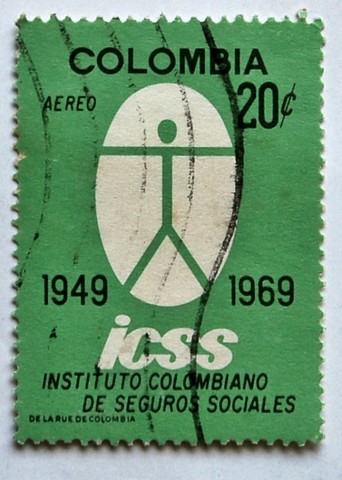 COLOMBIA
AEREO 20¢
1949 1969
icss
INSTITUTO COLOMBIANO
DE SEGUROS SOCIALES
DE LA RUE DE COLOMBIA